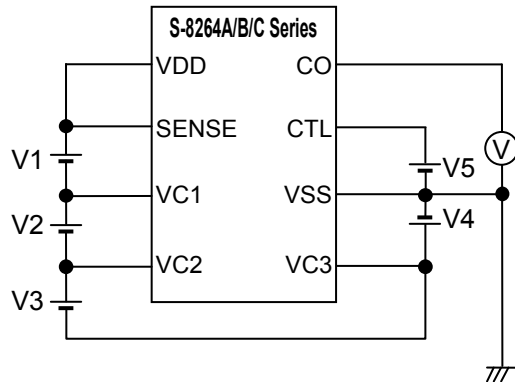 S-8264A/B/C Series
VDD
CO
SENSE
CTL
V1
V
V5
VC1
VSS
V2
V4
VC2
VC3
V3